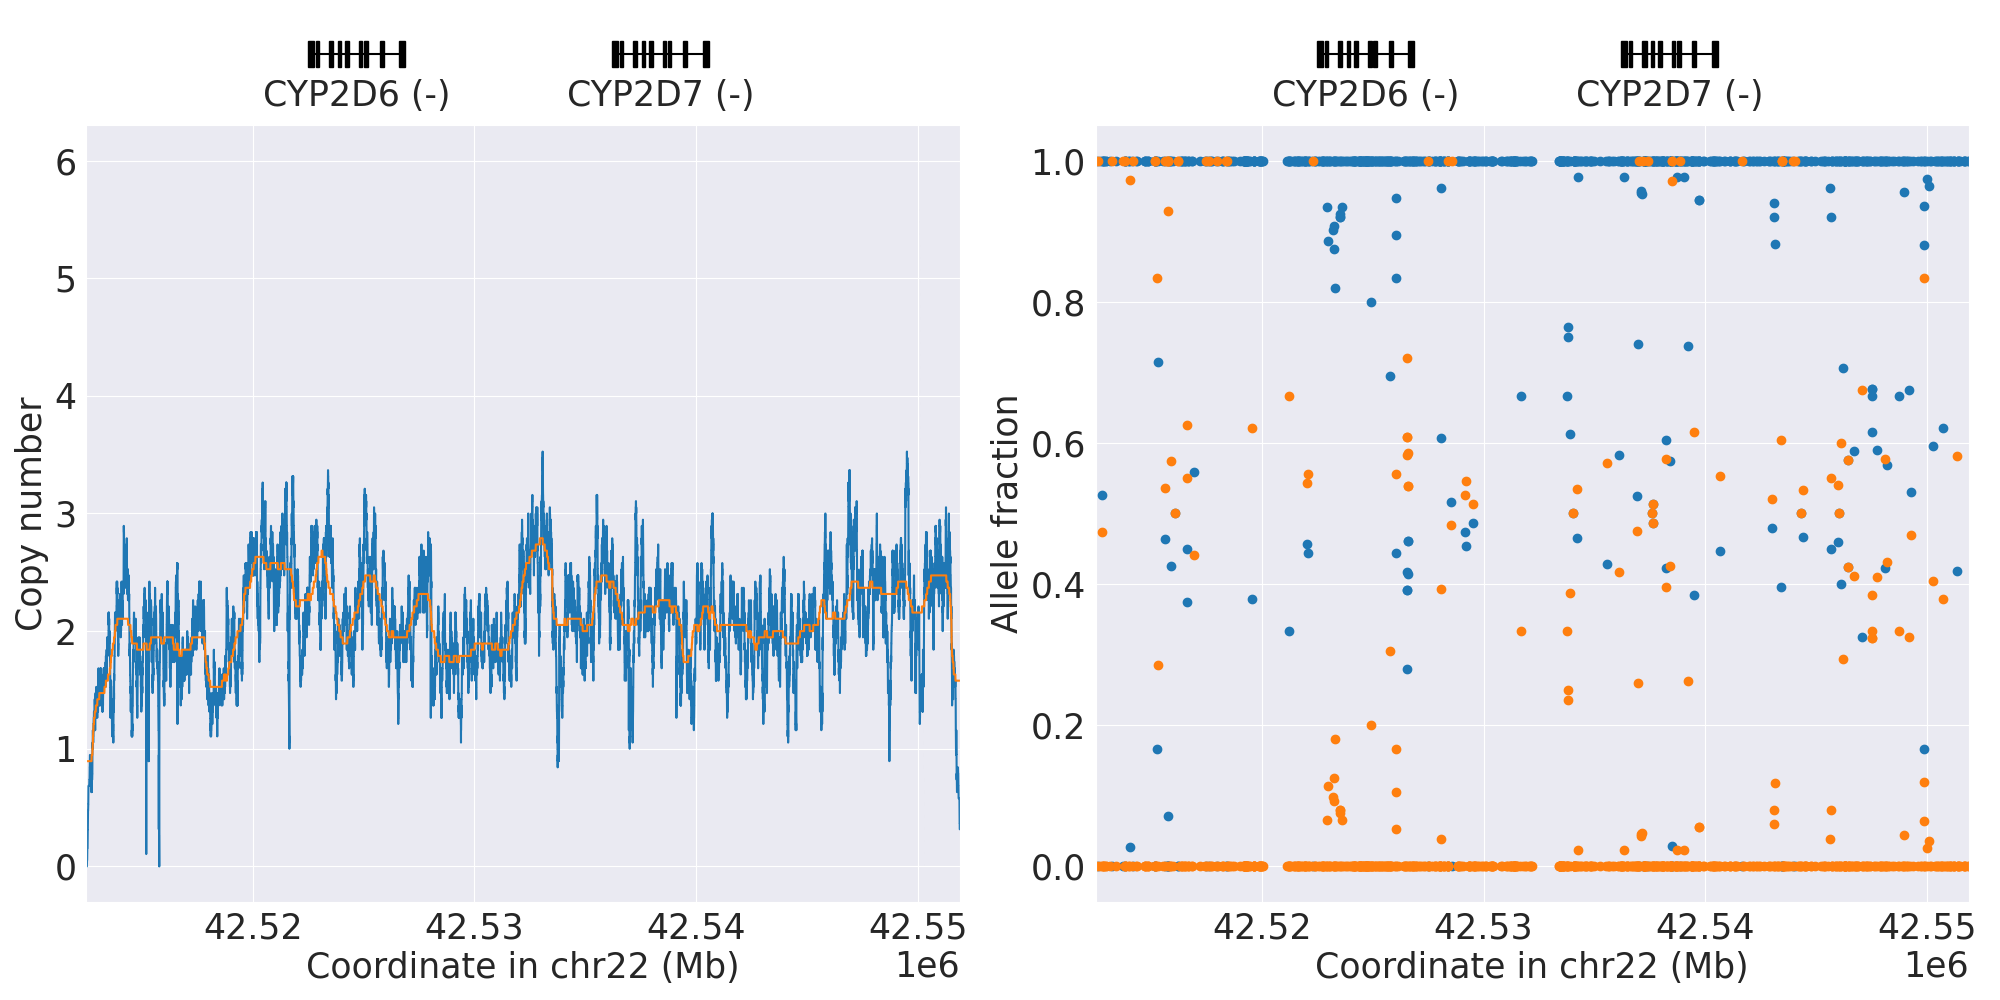 CYP2D6 (-) CYP2D7 (-)
Copy number
6
5
4
3
2
1
0
42.52 42.53 42.54 42.55
Coordinate in chr22 (Mb)
1e6
CYP2D6 (-) CYP2D7 (-)
Allele fraction
1.0
0.8
0.6
0.4
0.2
0.0
42.52 42.53 42.54 42.55
Coordinate in chr22 (Mb)
1e6